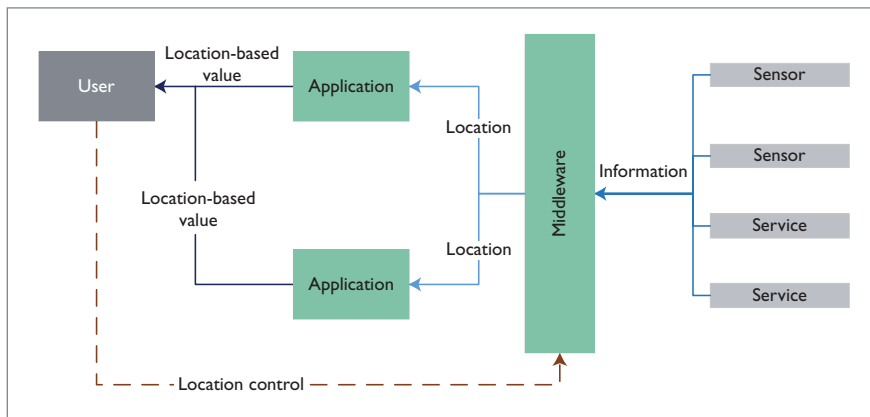 Location-based
value
User
Application
Sensor
Location
Middleware
Sensor
Information
Location-based
value
Service
Location
Application
Service
Location control